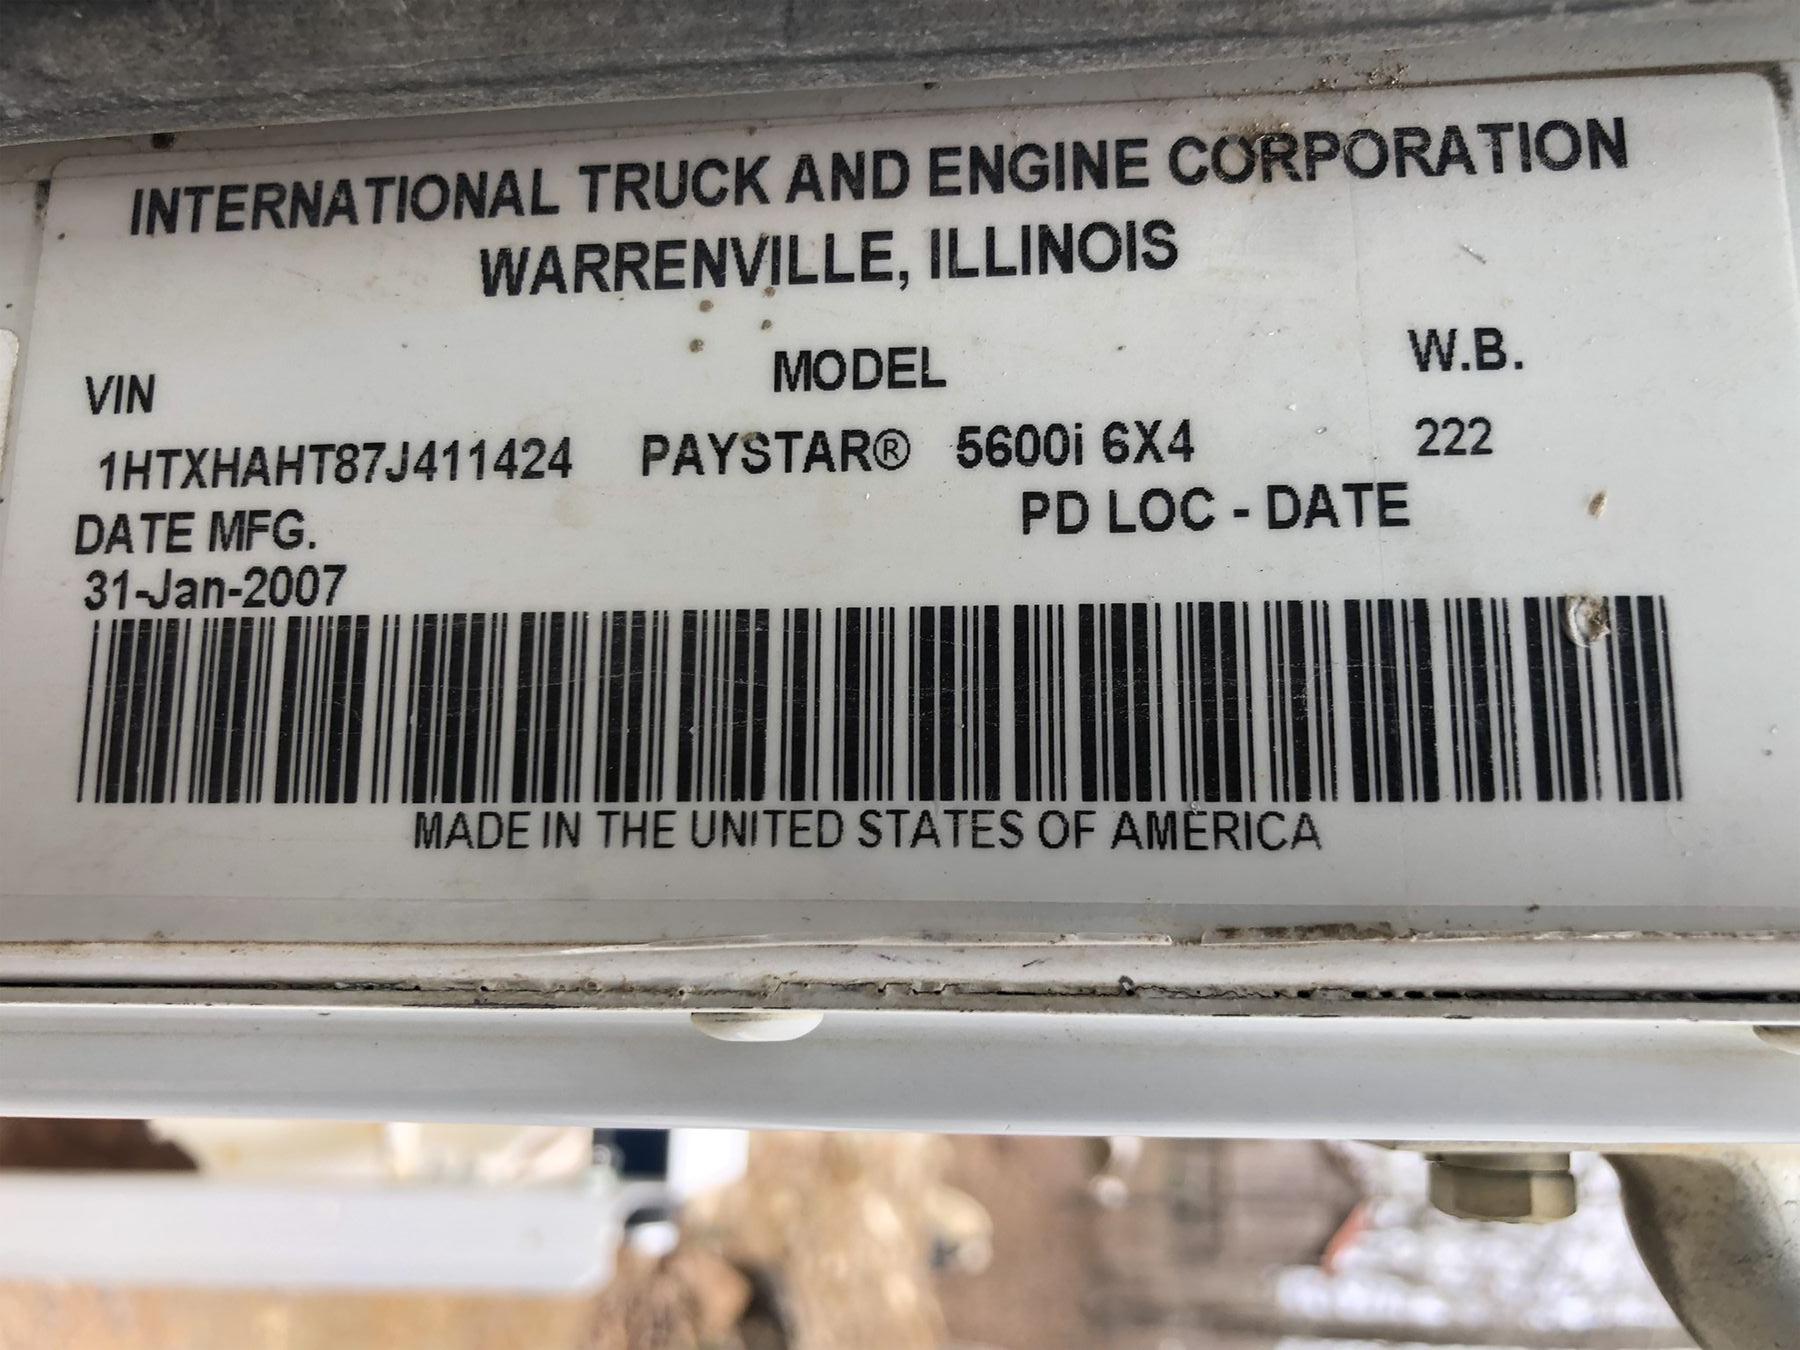 INTERNATIONAL TRUCK AND ENGINE CORPORATION
WARRENVILLE, ILLINOIS
VIN MODEL W.B.
1HTXHAHT87J411424 PAYSTAR® 5600i 6X4 222
DATE MFG. PD LOC - DATE
31-Jan-2007
MADE IN THE UNITED STATES OF AMERICA